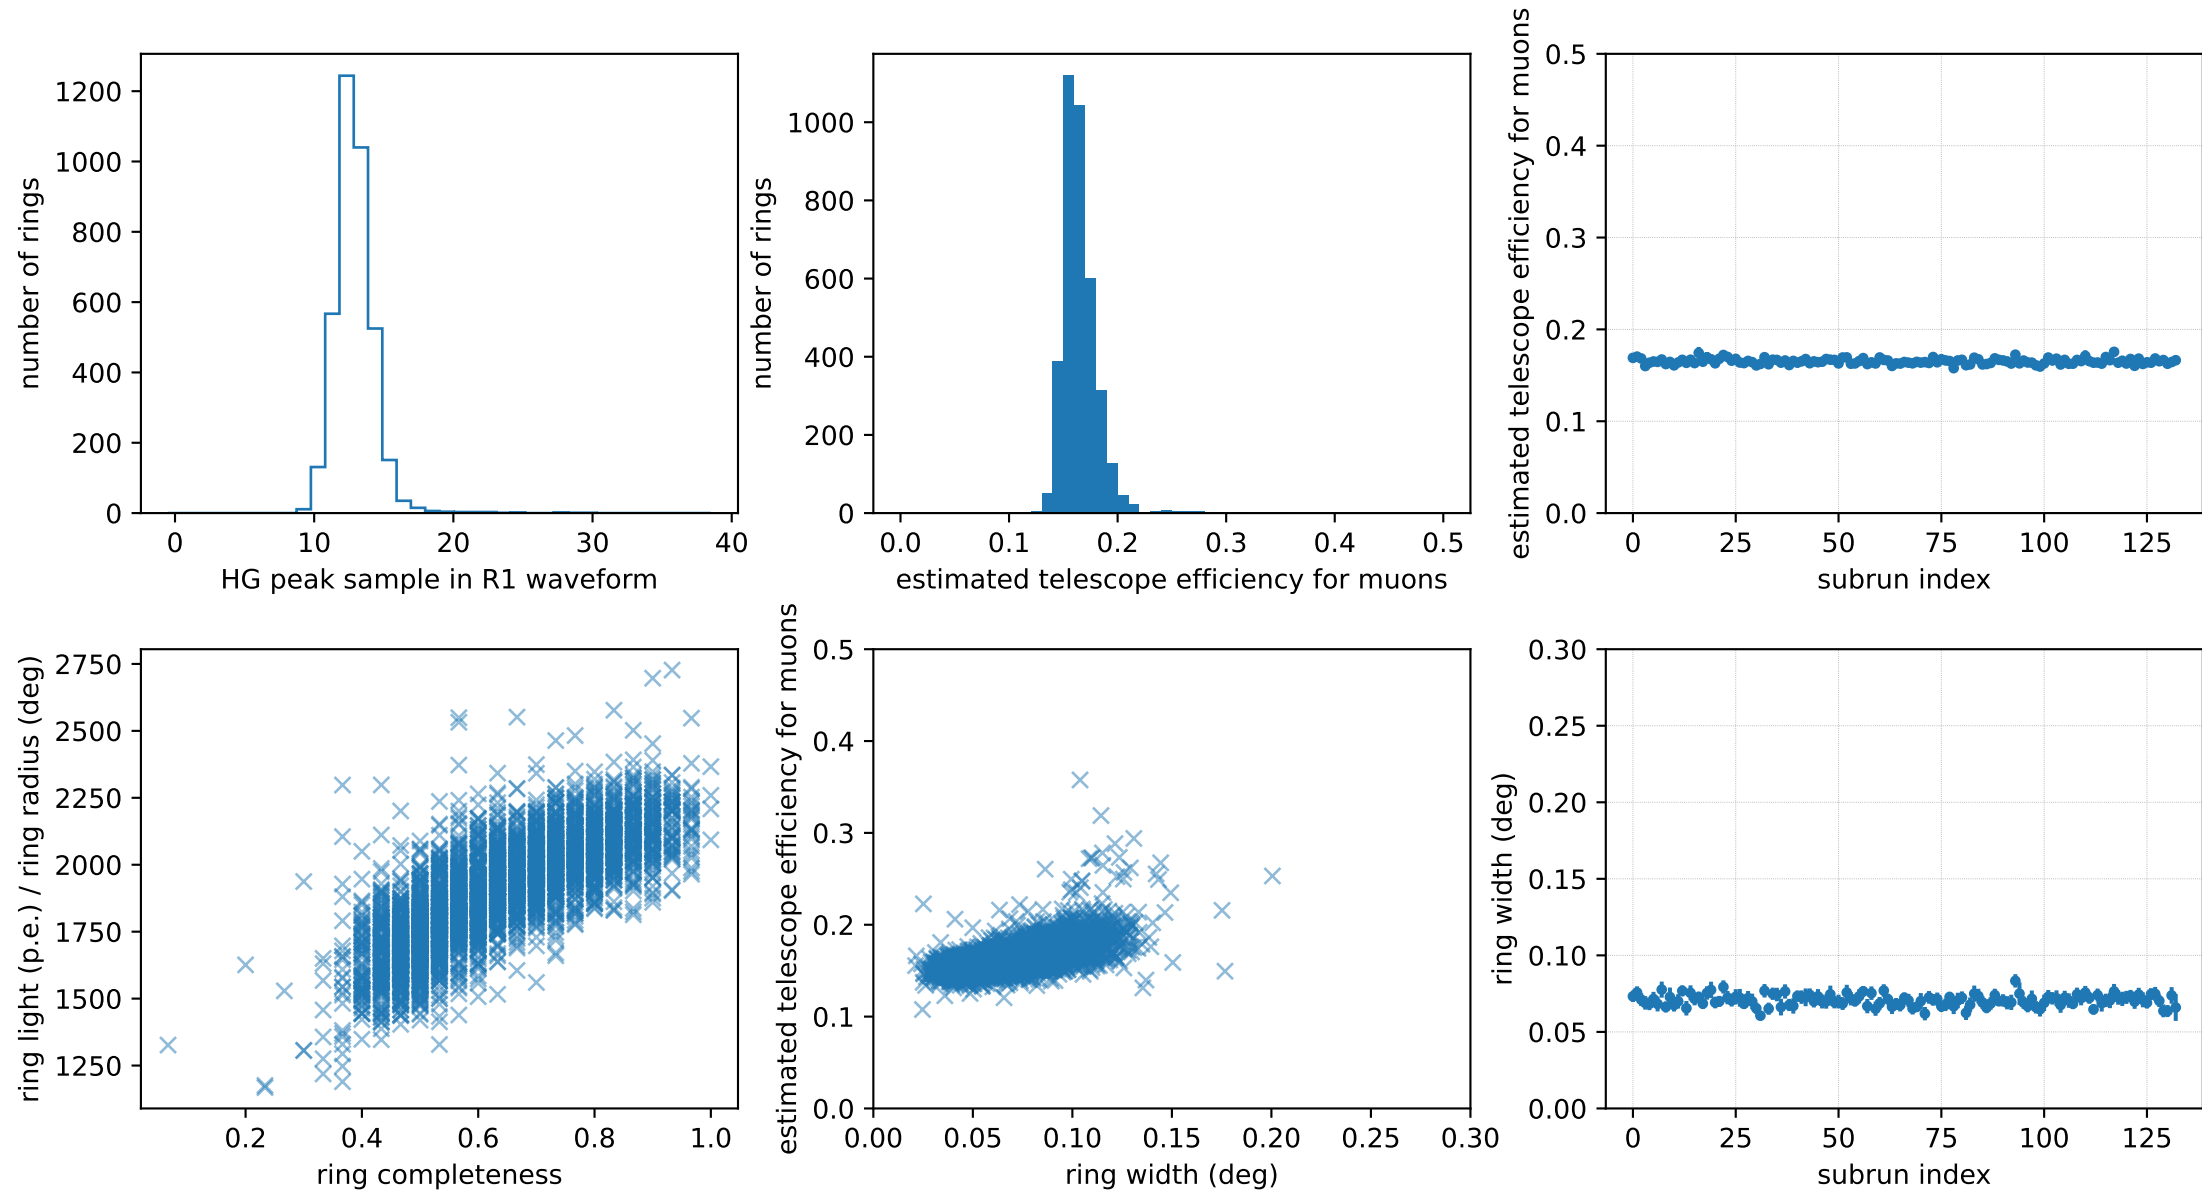 number of rings
1200
1000
800
600
400
200
0
0 10 20 30 40
HG peak sample in R1 waveform
number of rings
1000
800
600
400
200
0
0.0 0.1 0.2 0.3 0.4 0.5
estimated telescope efficiency for muons
estimated telescope efficiency for muons
0.5
0.4
0.3
0.2
0.1
0.0
0 25 50 75 100 125
subrun index
ring light (p.e.) / ring radius (deg)
2750
2500
2250
2000
1750
1500
1250
0.2 0.4 0.6 0.8 1.0
ring completeness
estimated telescope efficiency for muons
0.5
0.4
0.3
0.2
0.1
0.0
0.00 0.05 0.10 0.15 0.20 0.25 0.30
ring width (deg)
ring width (deg)
0.30
0.25
0.20
0.15
0.10
0.05
0.00
0 25 50 75 100 125
subrun index